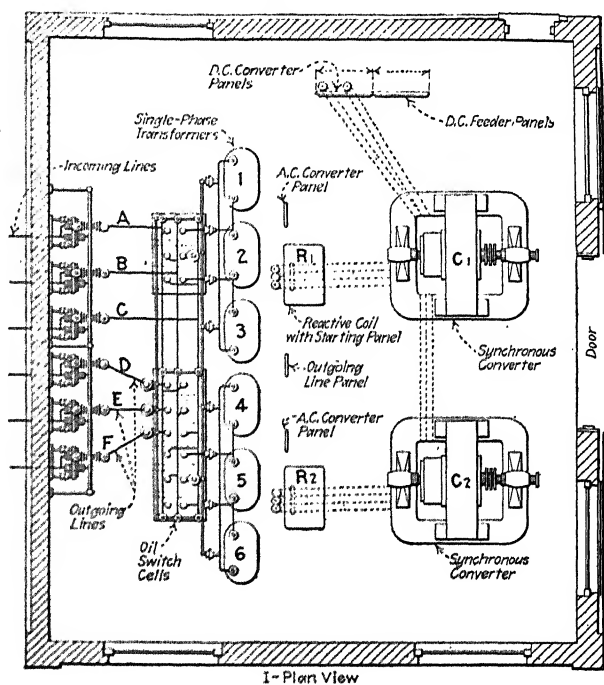 D.C. Converter
Panels
D.C. Feeder Panels
Single-Phase
Transformers
Incoming Lines
A.C. Converter
Panel
1
A
2
B
R1
C1
C
3
Reactive Coil
with Starting Panel
Synchronous
Converter
Door
D
Outgoing
Line Panel
E
4
F
A.C. Converter
Panel
5
R2
C2
Outgoing
Lines
Oil
Switch
Cells
6
Synchronous
Converter
I-Plan View